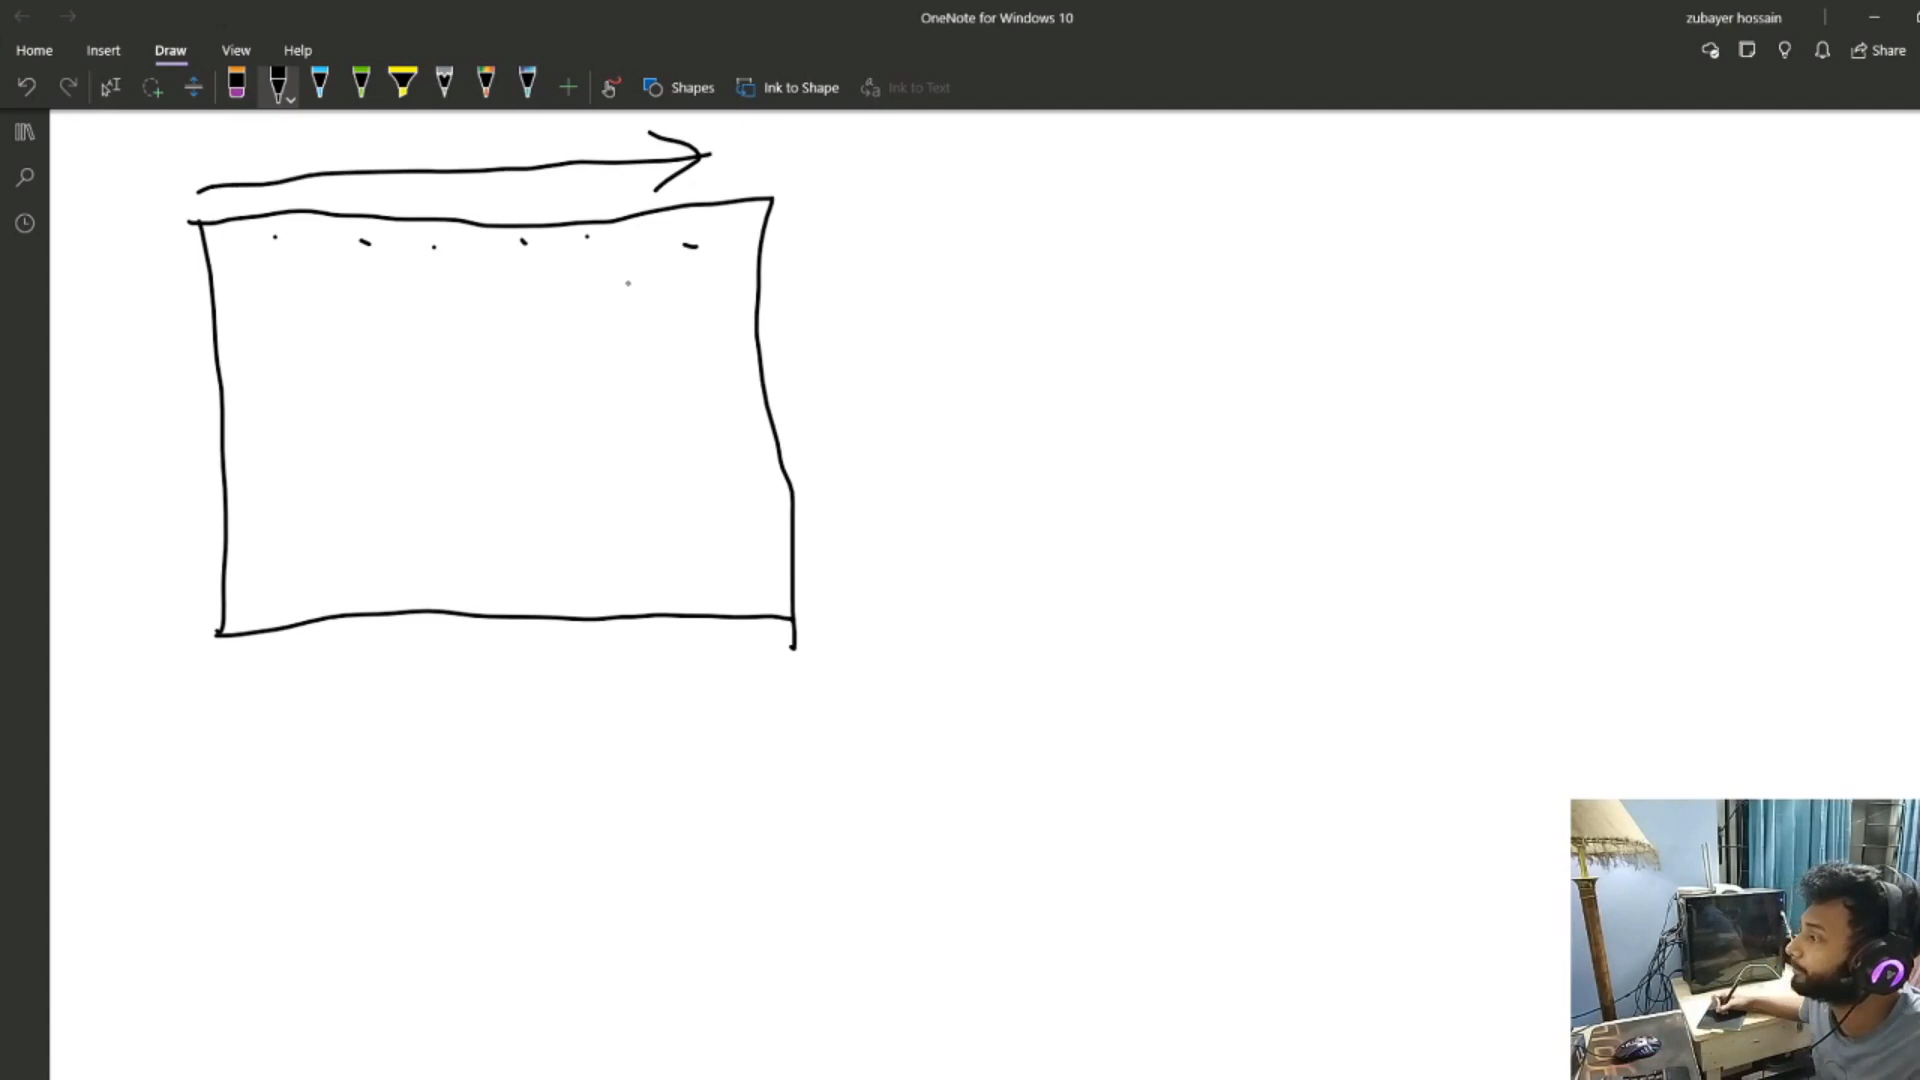 OneNote for Windows 10
zubayer hossain
Home Insert Draw View Help
Share
Shapes Ink to Shape Ink to Text